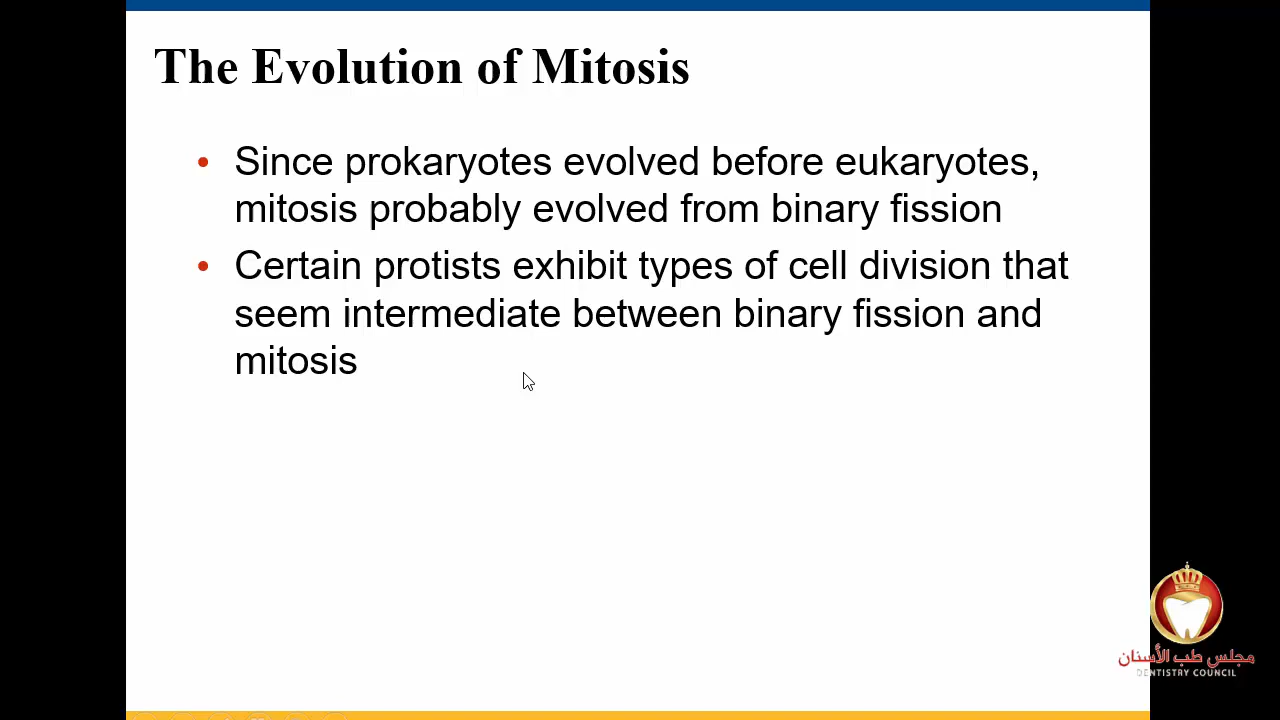 The Evolution of Mitosis
• Since prokaryotes evolved before eukaryotes,
mitosis probably evolved from binary fission
• Certain protists exhibit types of cell division that
seem intermediate between binary fission and
mitosis
مجلس طب الأسنان
DENTISTRY COUNCIL